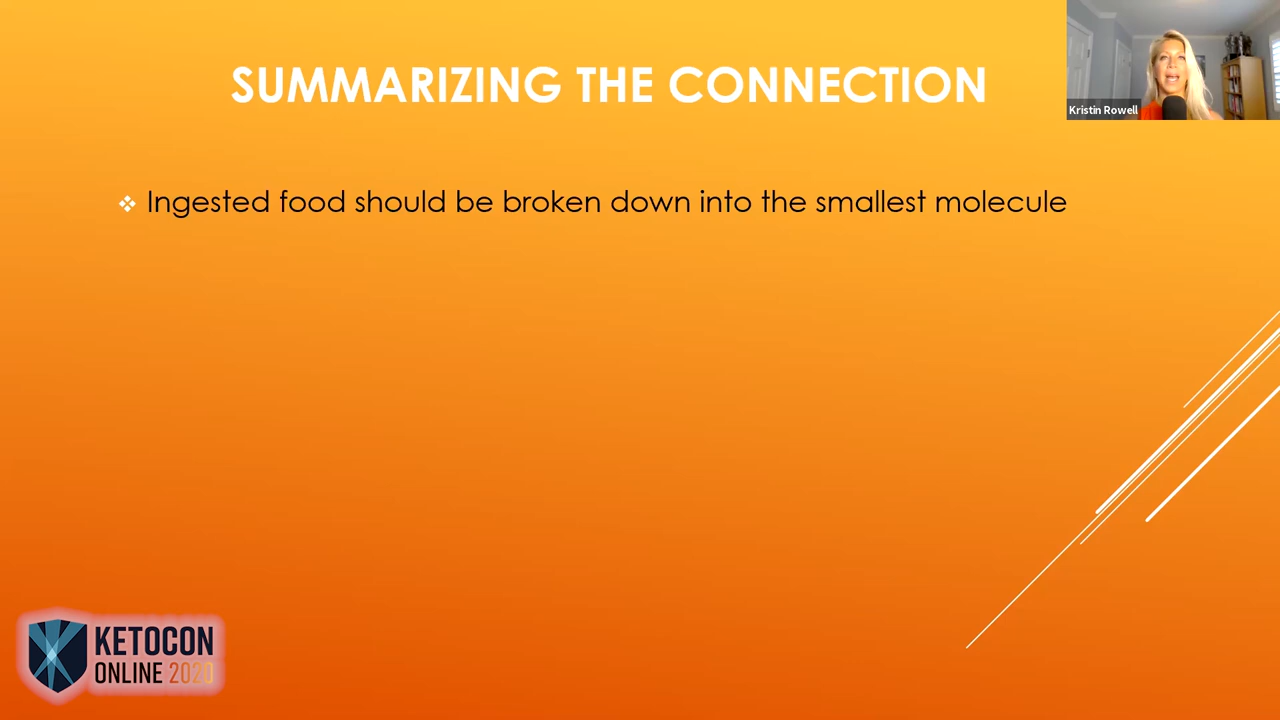 SUMMARIZING THE CONNECTION
Kristin Rowell
Ingested food should be broken down into the smallest molecule
KETOCON
ONLINE 2020